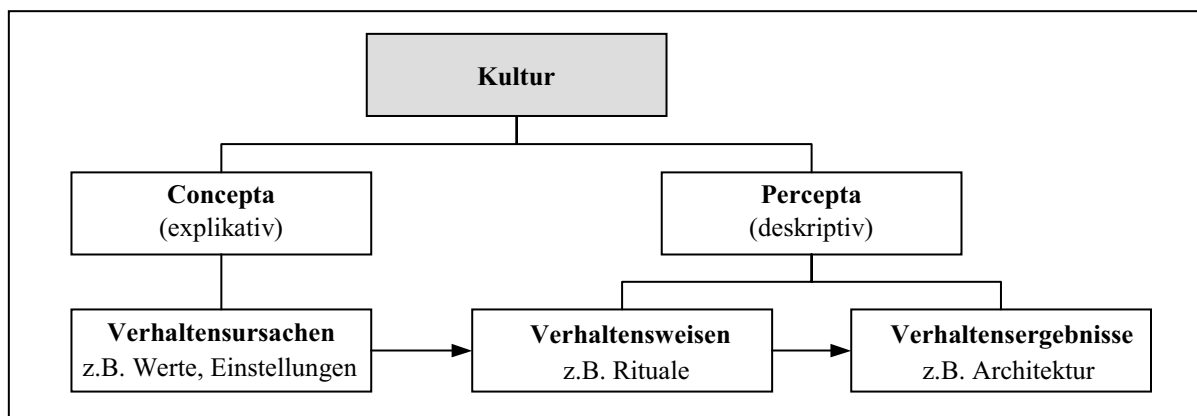 Kultur
Concepta
(explikativ)
Percepta
(deskriptiv)
Verhaltensursachen
z.B. Werte, Einstellungen
Verhaltensweisen
z.B. Rituale
Verhaltensergebnisse
z.B. Architektur